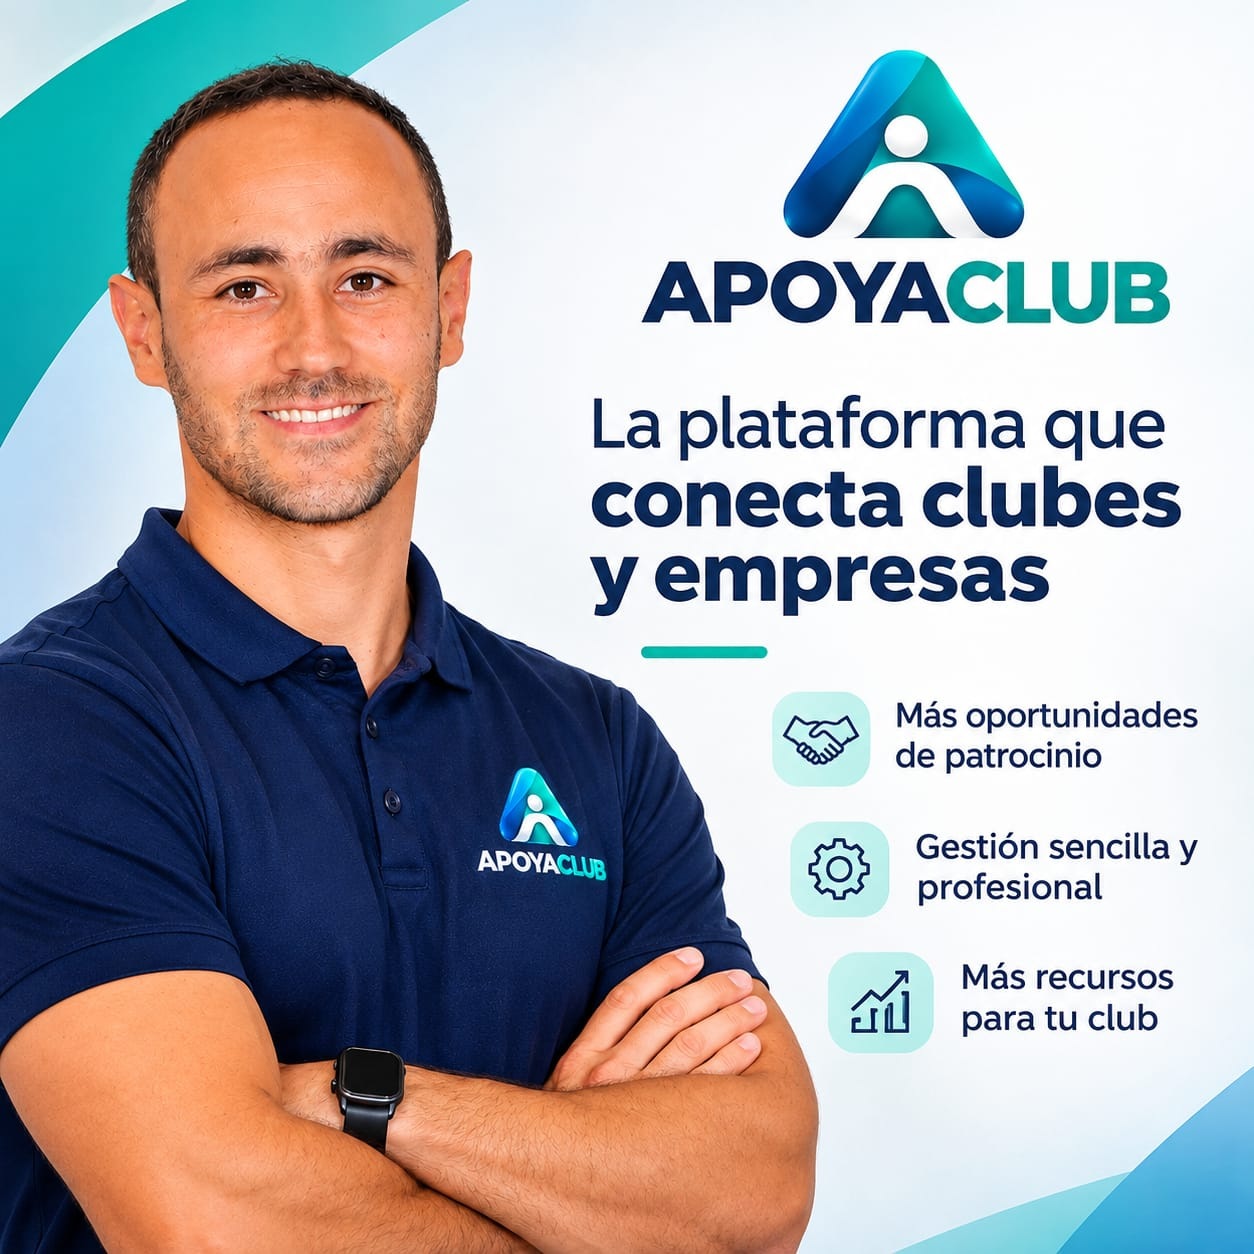 APOYACLUB
La plataforma que
conecta clubes
y empresas
Más oportunidades
de patrocinio
Gestión sencilla y
profesional
Más recursos
para tu club
APOYACLUB